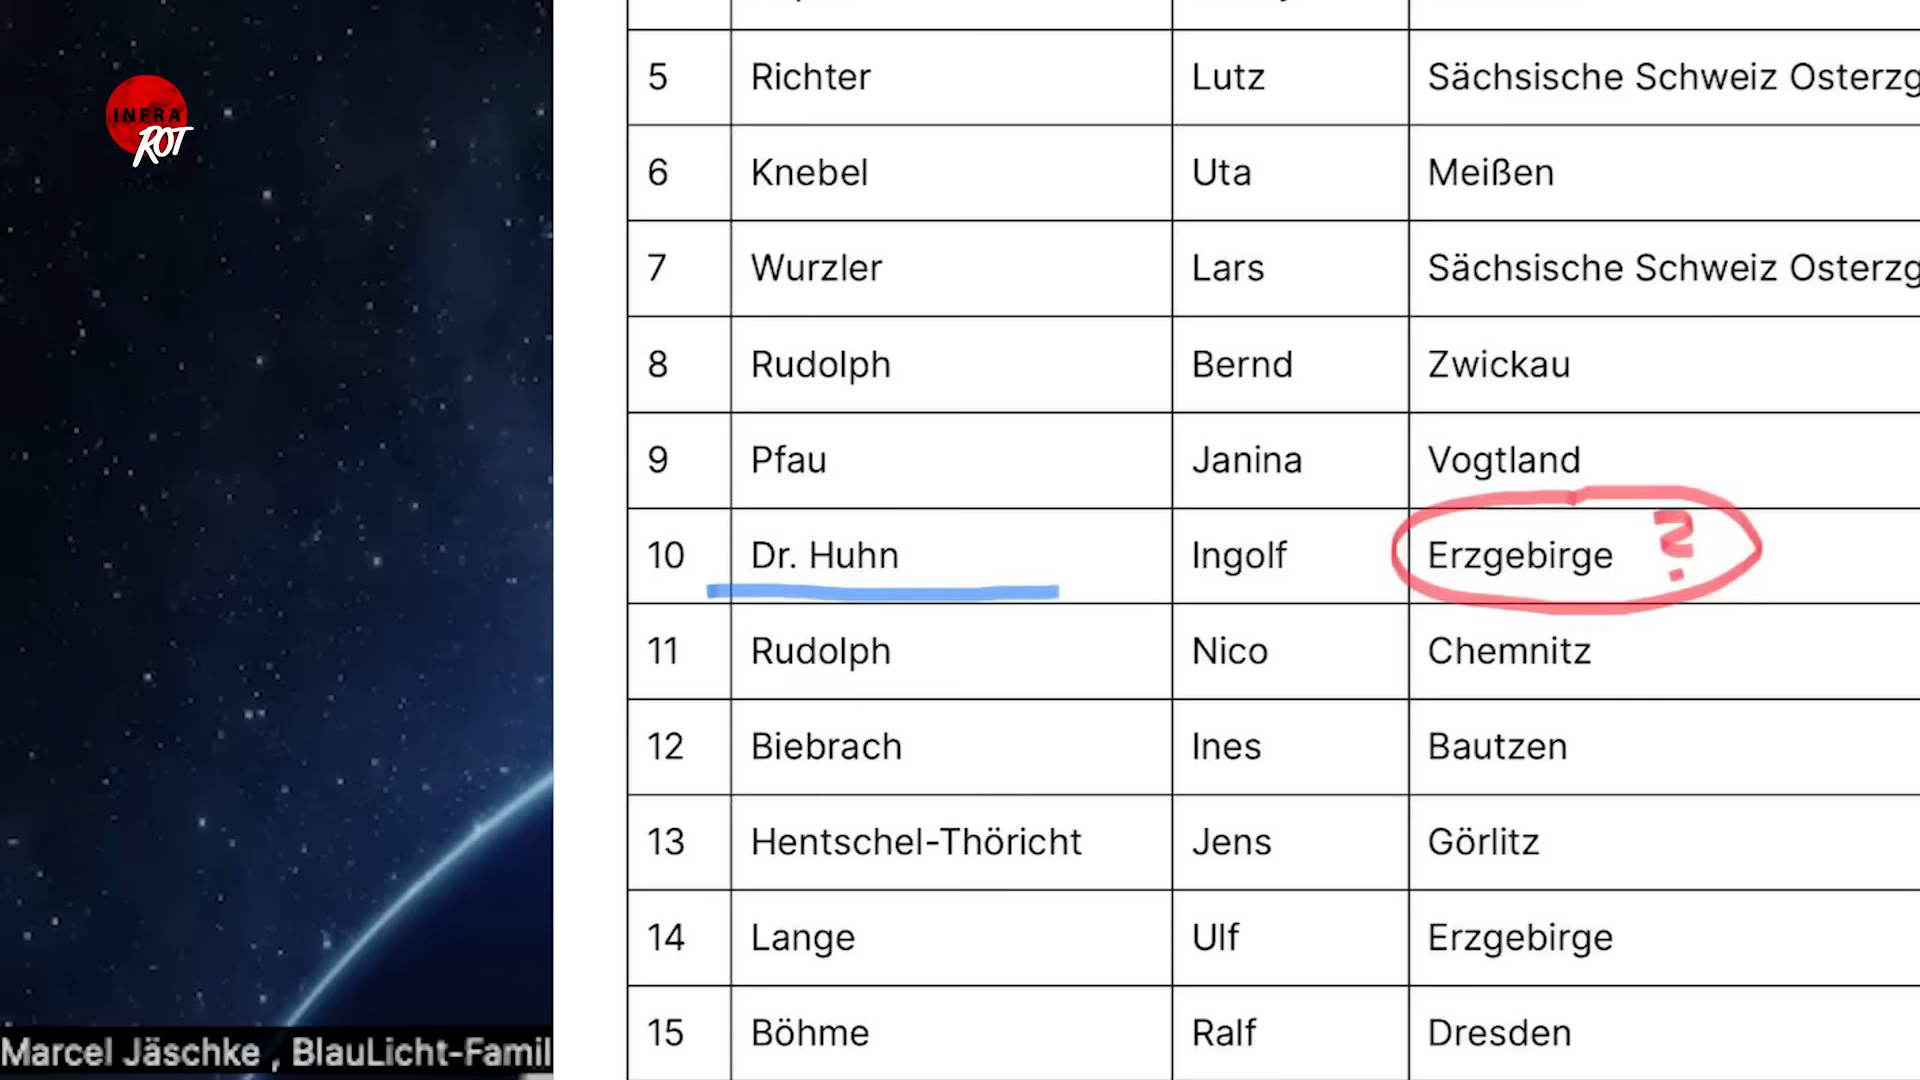 INFRA
ROT
5 Richter Lutz Sächsische Schweiz Osterzg
6 Knebel Uta Meißen
7 Wurzler Lars Sächsische Schweiz Osterzg
8 Rudolph Bernd Zwickau
9 Pfau Janina Vogtland
10 Dr. Huhn Ingolf Erzgebirge ?
11 Rudolph Nico Chemnitz
12 Biebrach Ines Bautzen
13 Hentschel-Thöricht Jens Görlitz
14 Lange Ulf Erzgebirge
15 Böhme Ralf Dresden
Marcel Jäschke , BlauLicht-Famil